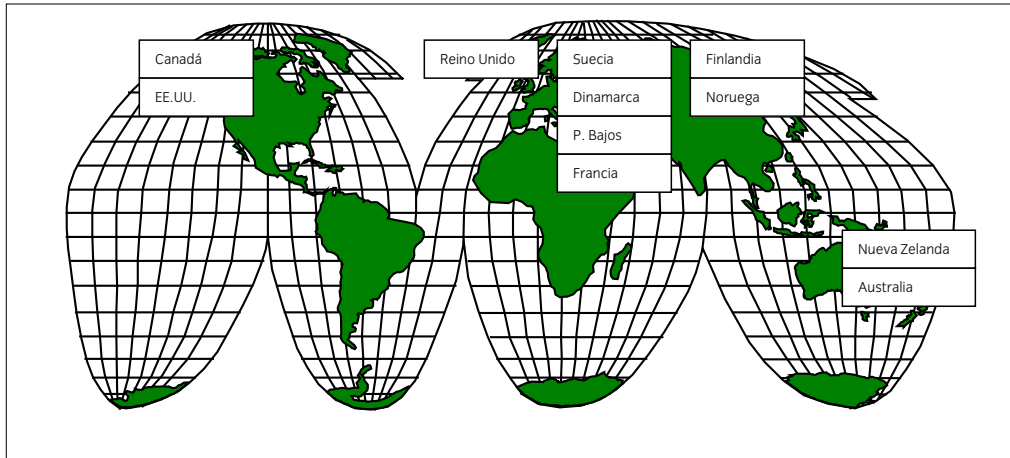 Canadá
EE.UU.
Reino Unido
Suecia
Dinamarca
P. Bajos
Francia
Finlandia
Noruega
Nueva Zelanda
Australia